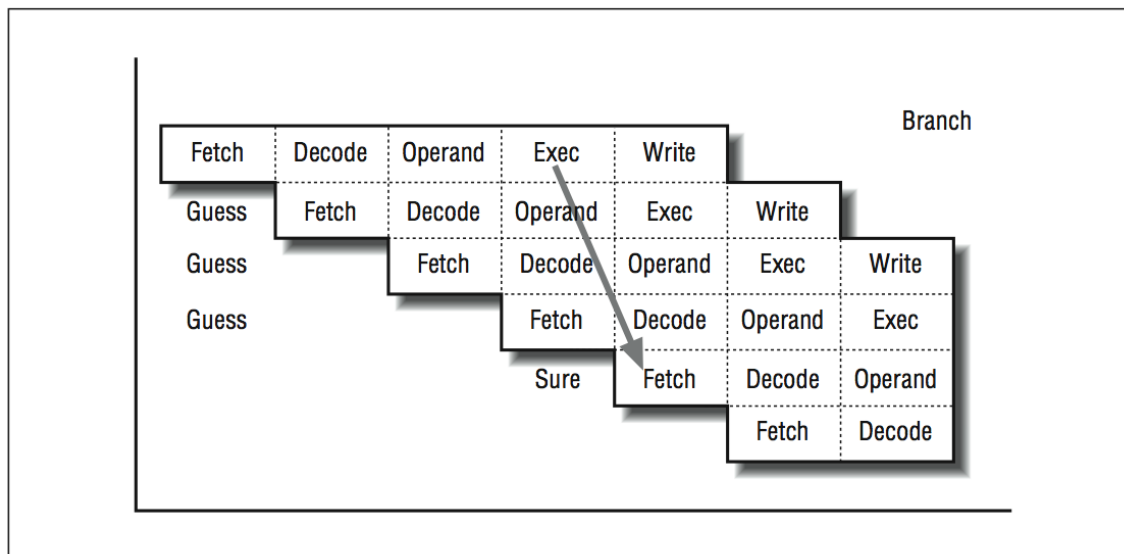 Branch
Fetch Decode Operand Exec Write
Guess Fetch Decode Operand Exec Write
Guess Fetch Decode Operand Exec Write
Guess Fetch Decode Operand Exec
Sure Fetch Decode Operand
Fetch Decode